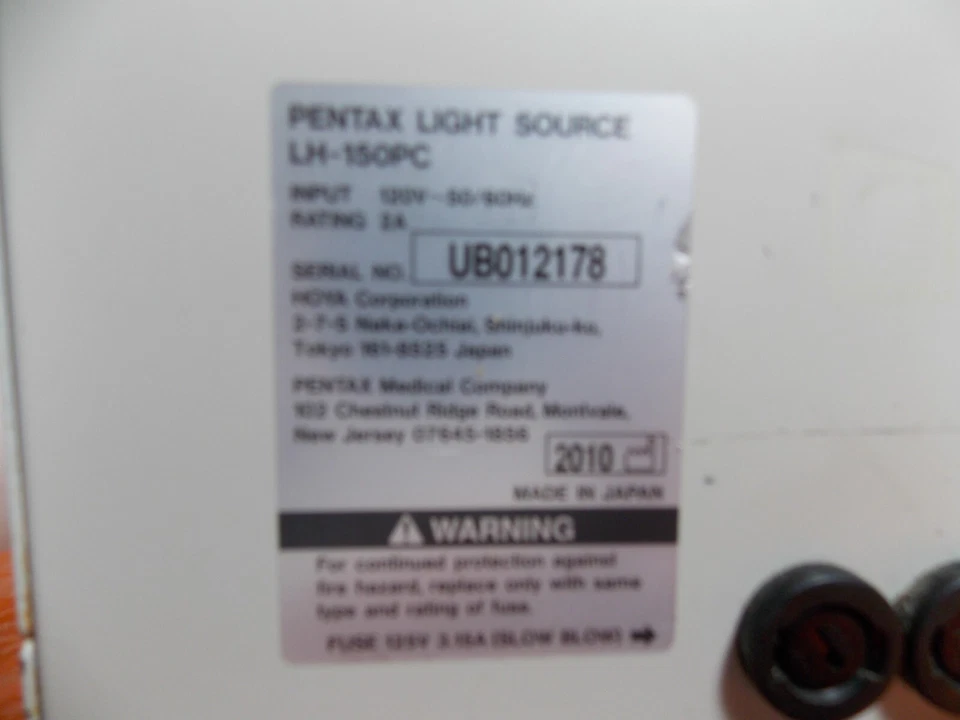 PENTAX LIGHT SOURCE
LH-150PC
INPUT 120V~50/60Hz
RATING 2A
SERIAL NO. UB012178
HOYA Corporation
2-7-5 Naka-Ochiai, Shinjuku-ku,
Tokyo 161-8525 Japan
PENTAX Medical Company
102 Chestnut Ridge Road, Montvale,
New Jersey 07645-1856
2010
MADE IN JAPAN
WARNING
For continued protection against
fire hazard, replace only with same
type and rating of fuse.
FUSE 125V 3.15A (SLOW BLOW)